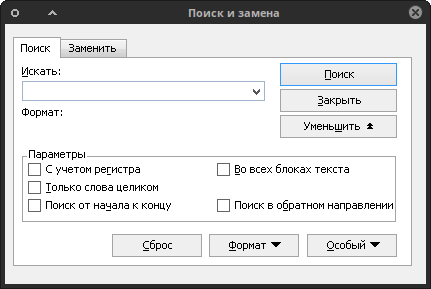 Поиск и замена
Поиск
Заменить
Искать:
Поиск
Закрыть
Формат:
Уменьшить
Параметры
С учетом регистра
Во всех блоках текста
Только слова целиком
Поиск от начала к концу
Поиск в обратном направлении
Сброс
Формат
Особый